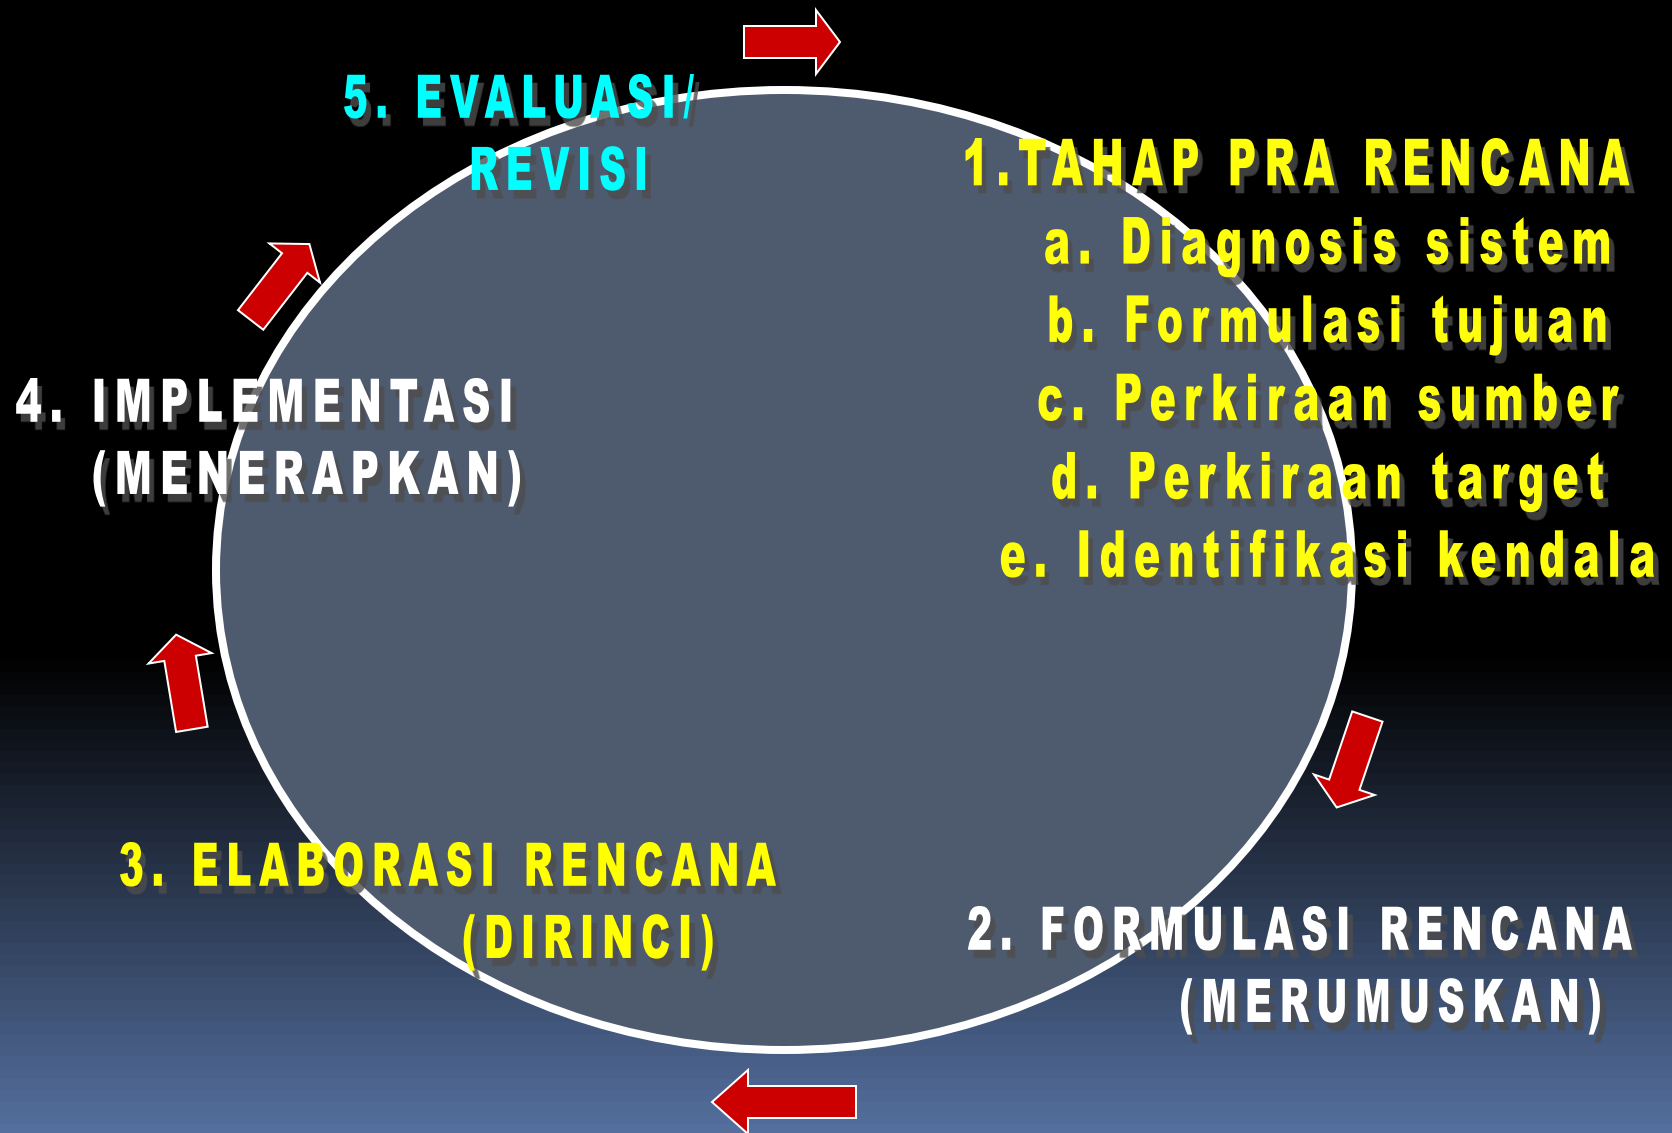 1.TAHAP PRA RENCANA
a. Diagnosis sistem
b. Formulasi tujuan
c. Perkiraan sumber
d. Perkiraan target
e. Identifikasi kendala
2. FORMULASI RENCANA
(MERUMUSKAN)
3. ELABORASI RENCANA
(DIRINCI)
4. IMPLEMENTASI
(MENERAPKAN)
5. EVALUASI/
REVISI